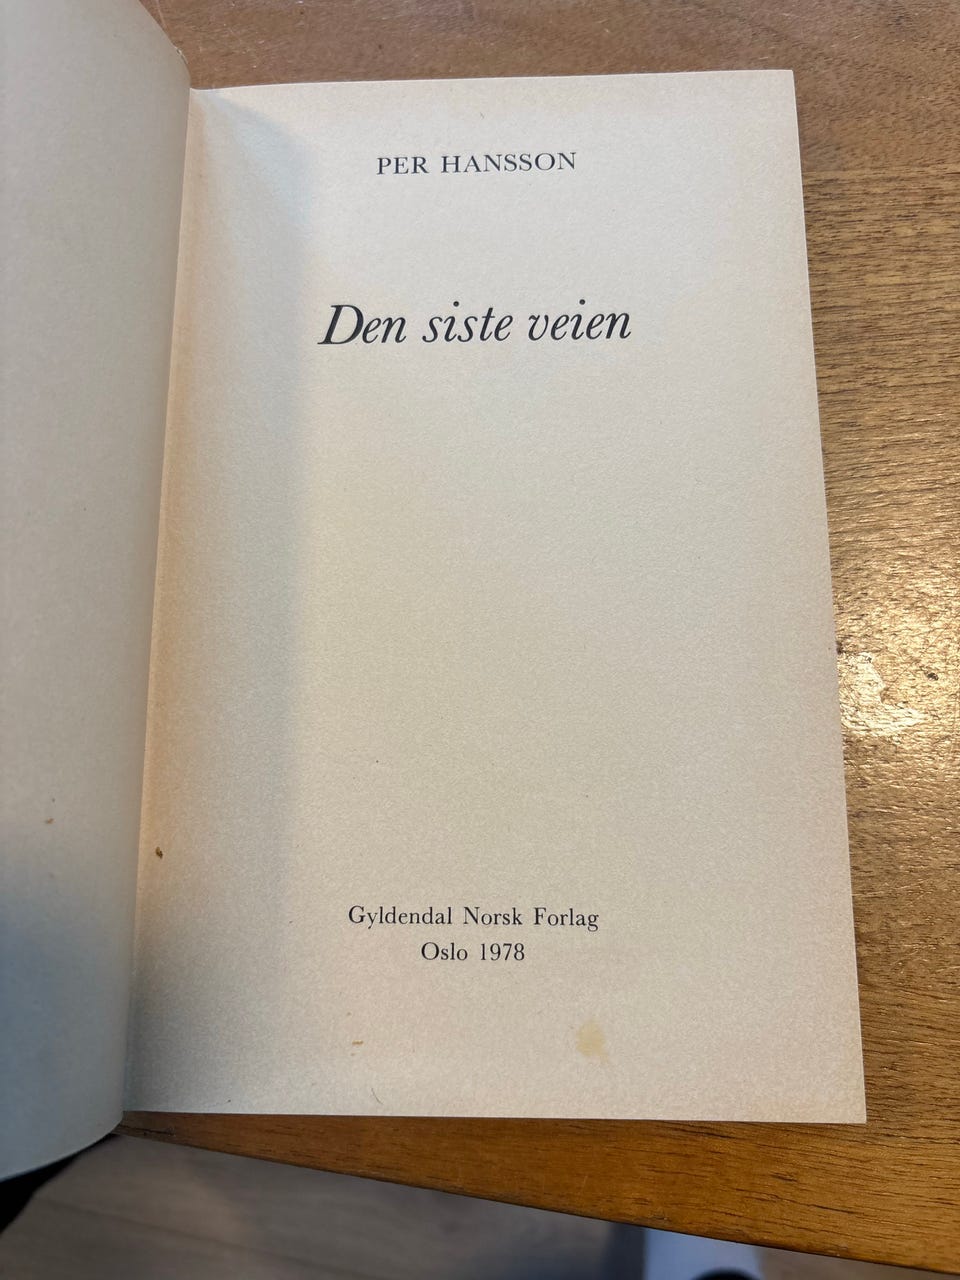 PER HANSSON
Den siste veien
Gyldendal Norsk Forlag
Oslo 1978